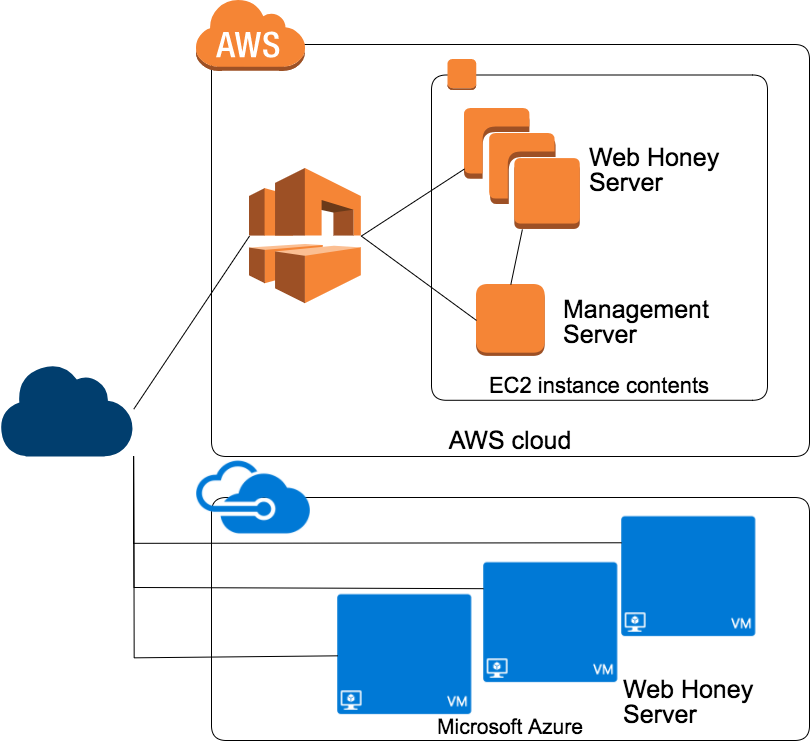 AWS
Web Honey
Server
Management
Server
EC2 instance contents
AWS cloud
VM
VM
VM
Web Honey
Server
Microsoft Azure